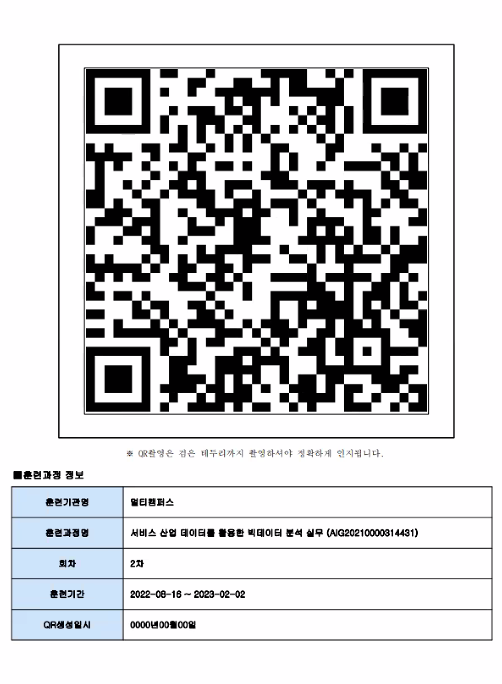 ※ QR촬영은 검은 테두리까지 촬영하셔야 정확하게 인지됩니다.
■훈련과정 정보
훈련기관명 멀티캠퍼스
훈련과정명 서비스 산업 데이터를 활용한 빅데이터 분석 실무 (AIG20210000314431)
회차 2차
훈련기간 2022-08-16 ~ 2023-02-02
QR생성일시 0000년00월00일